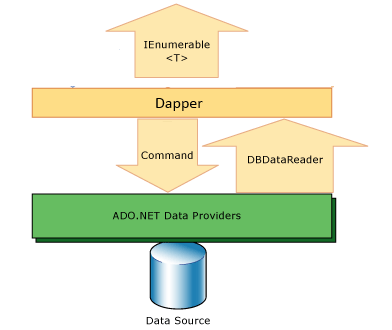 IEnumerable
<T>
Dapper
Command
DBDataReader
ADO.NET Data Providers
Data Source